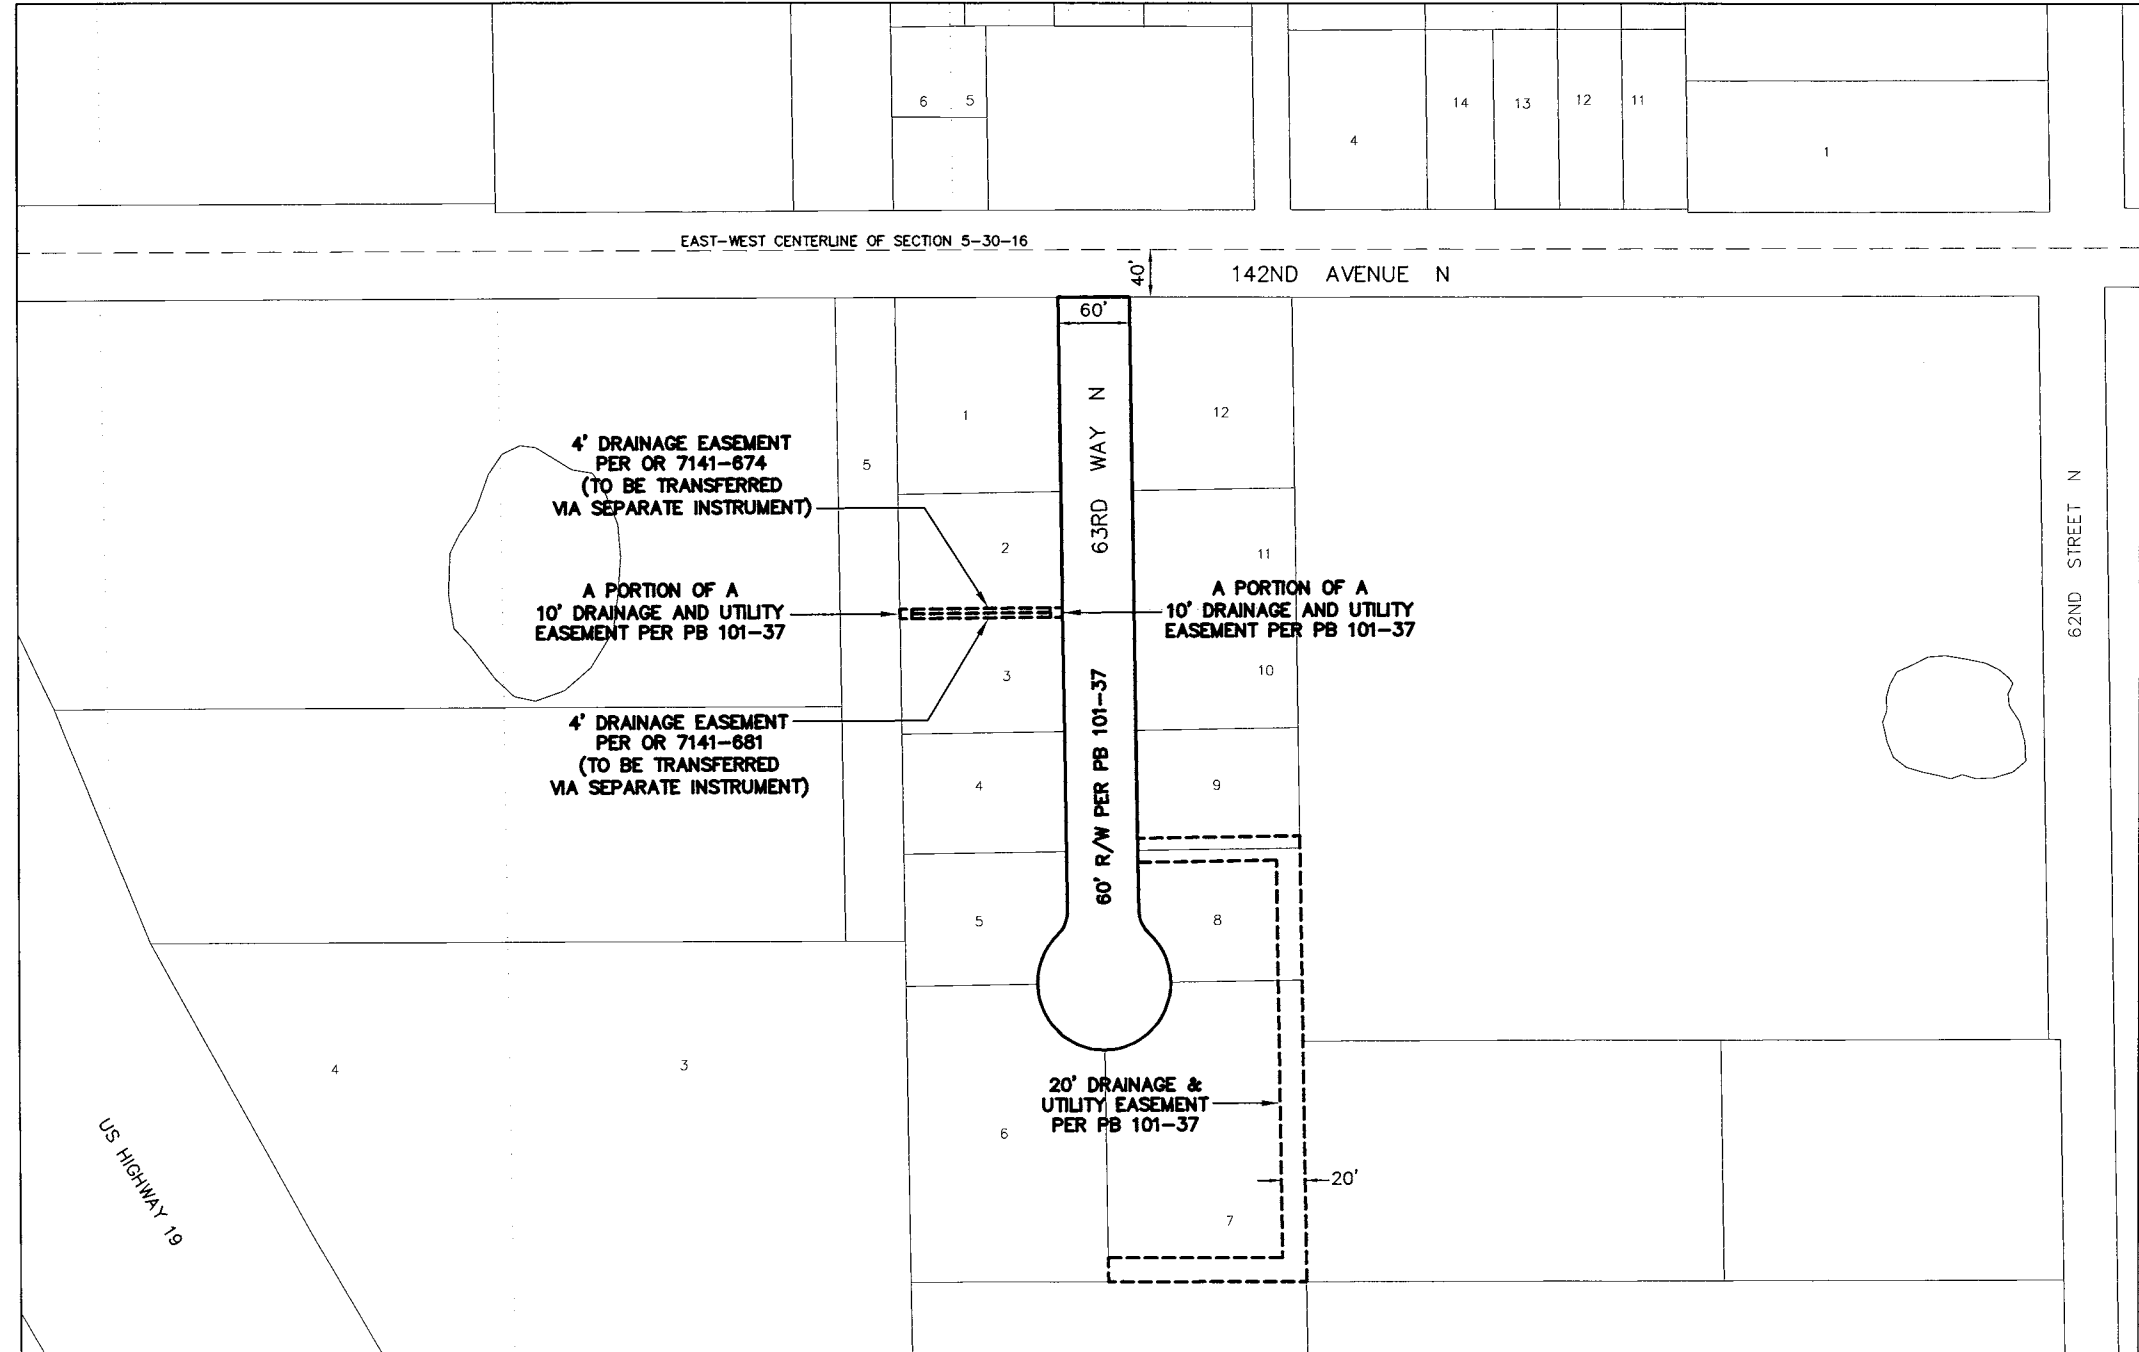 6 5
14 13 12 11
4
1
EAST-WEST CENTERLINE OF SECTION 5-30-16
40'
142ND AVENUE N
60'
63RD WAY N
60' R/W PER PB 101-37
62ND STREET N
1
12
5
4' DRAINAGE EASEMENT
PER OR 7141-674
(TO BE TRANSFERRED
VIA SEPARATE INSTRUMENT)
2
11
A PORTION OF A
10' DRAINAGE AND UTILITY
EASEMENT PER PB 101-37
A PORTION OF A
10' DRAINAGE AND UTILITY
EASEMENT PER PB 101-37
3
10
4' DRAINAGE EASEMENT
PER OR 7141-681
(TO BE TRANSFERRED
VIA SEPARATE INSTRUMENT)
4
9
5
8
4
3
20' DRAINAGE &
UTILITY EASEMENT
PER PB 101-37
6
20'
7
US HIGHWAY 19